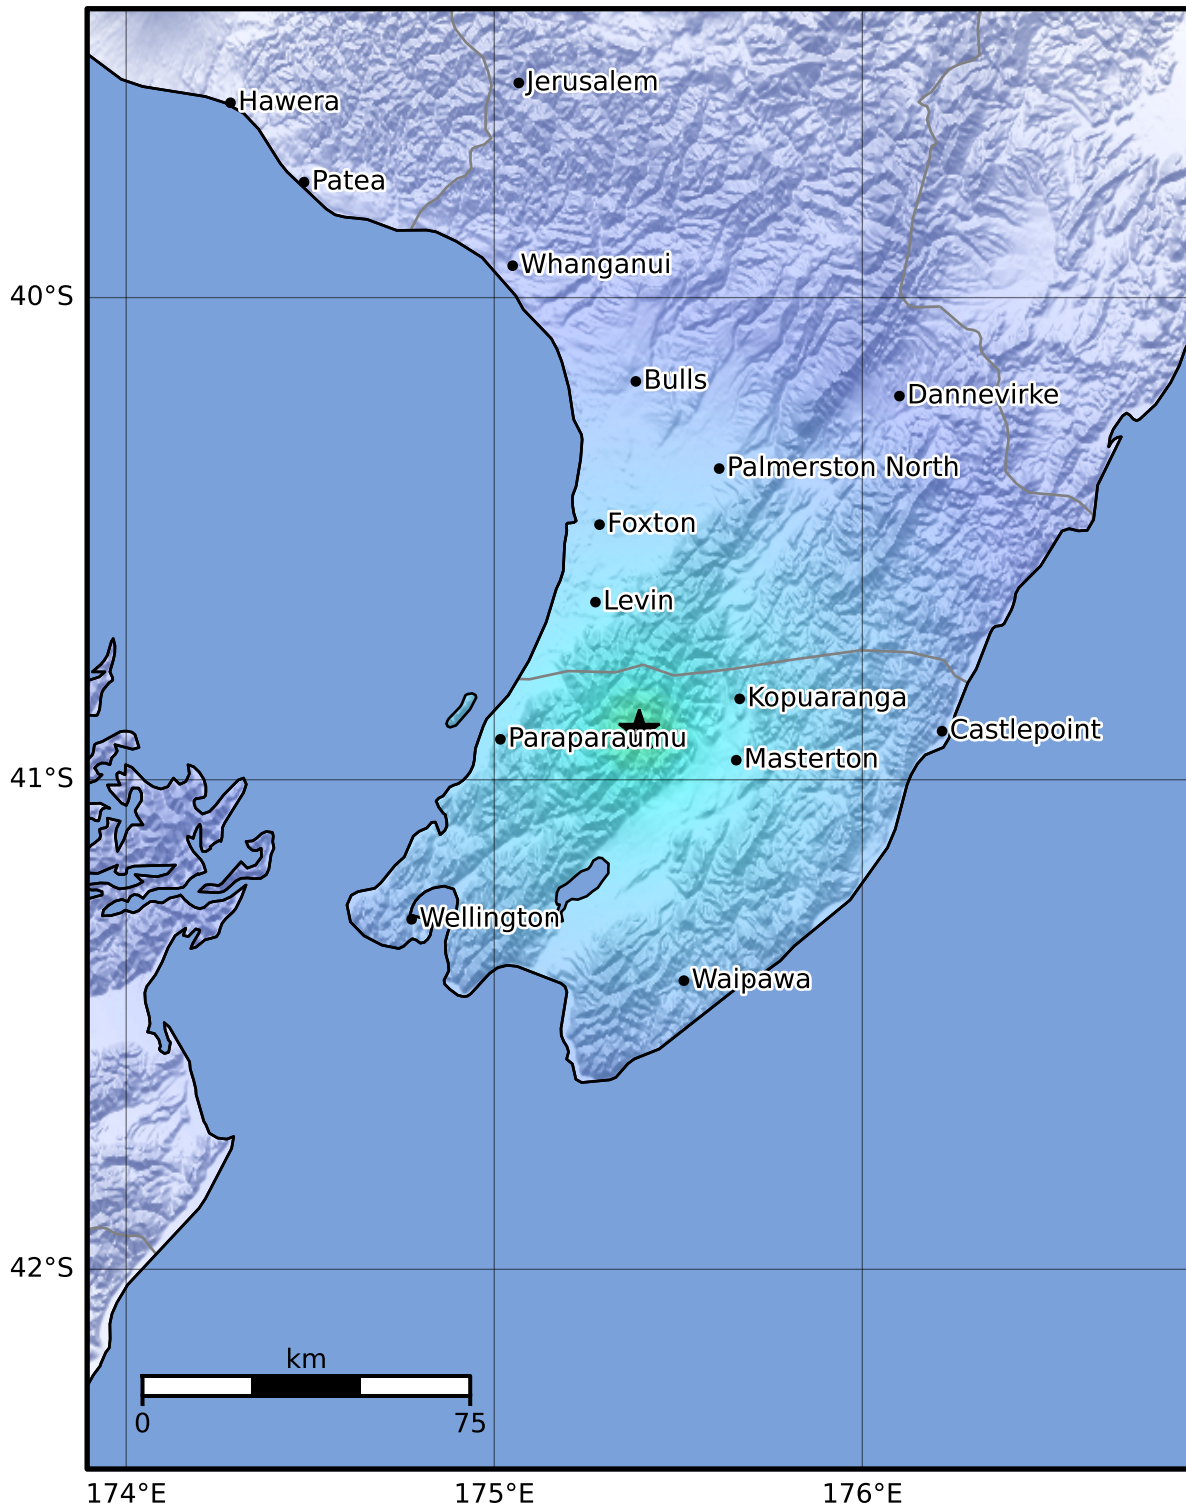 Jerusalem
Hawera
Patea
Whanganui
40°S
Bulls
Dannevirke
Palmerston North
Foxton
Levin
Kopuaranga
Castlepoint
Paraparaumu
Masterton
41°S
Wellington
Waipawa
42°S
km
0 75
174°E 175°E 176°E